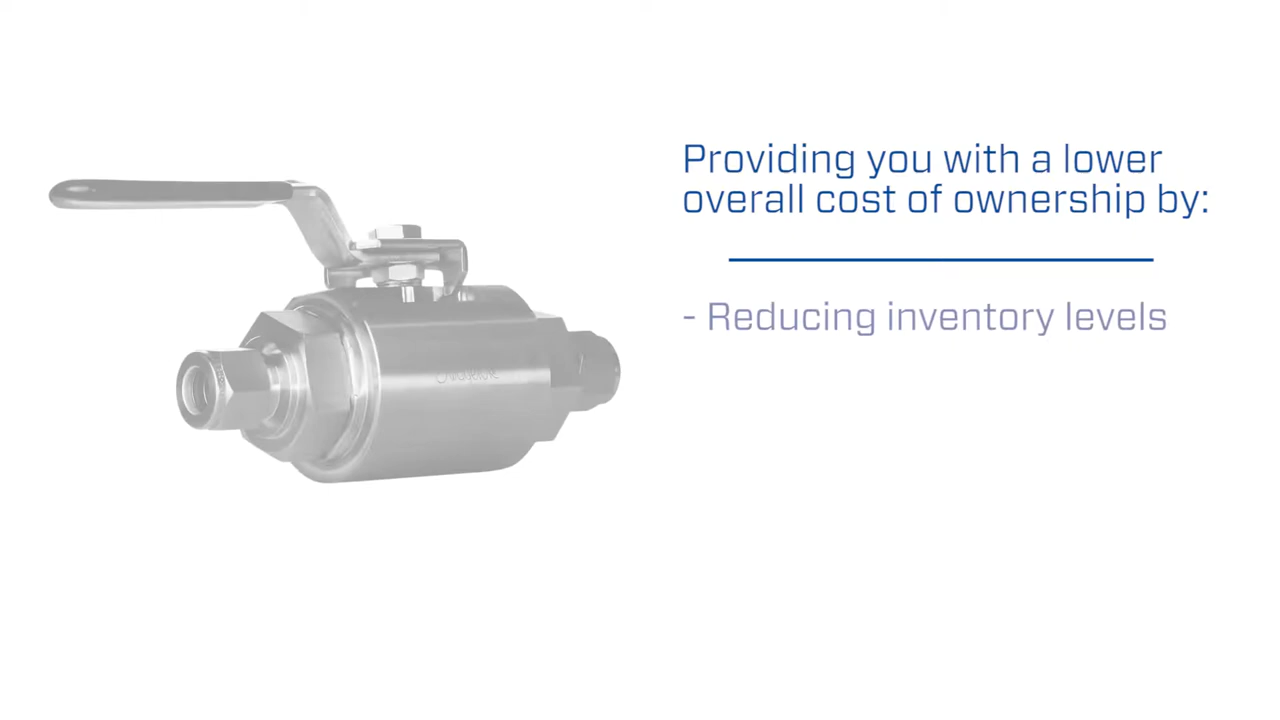 Providing you with a lower
overall cost of ownership by:
- Reducing inventory levels